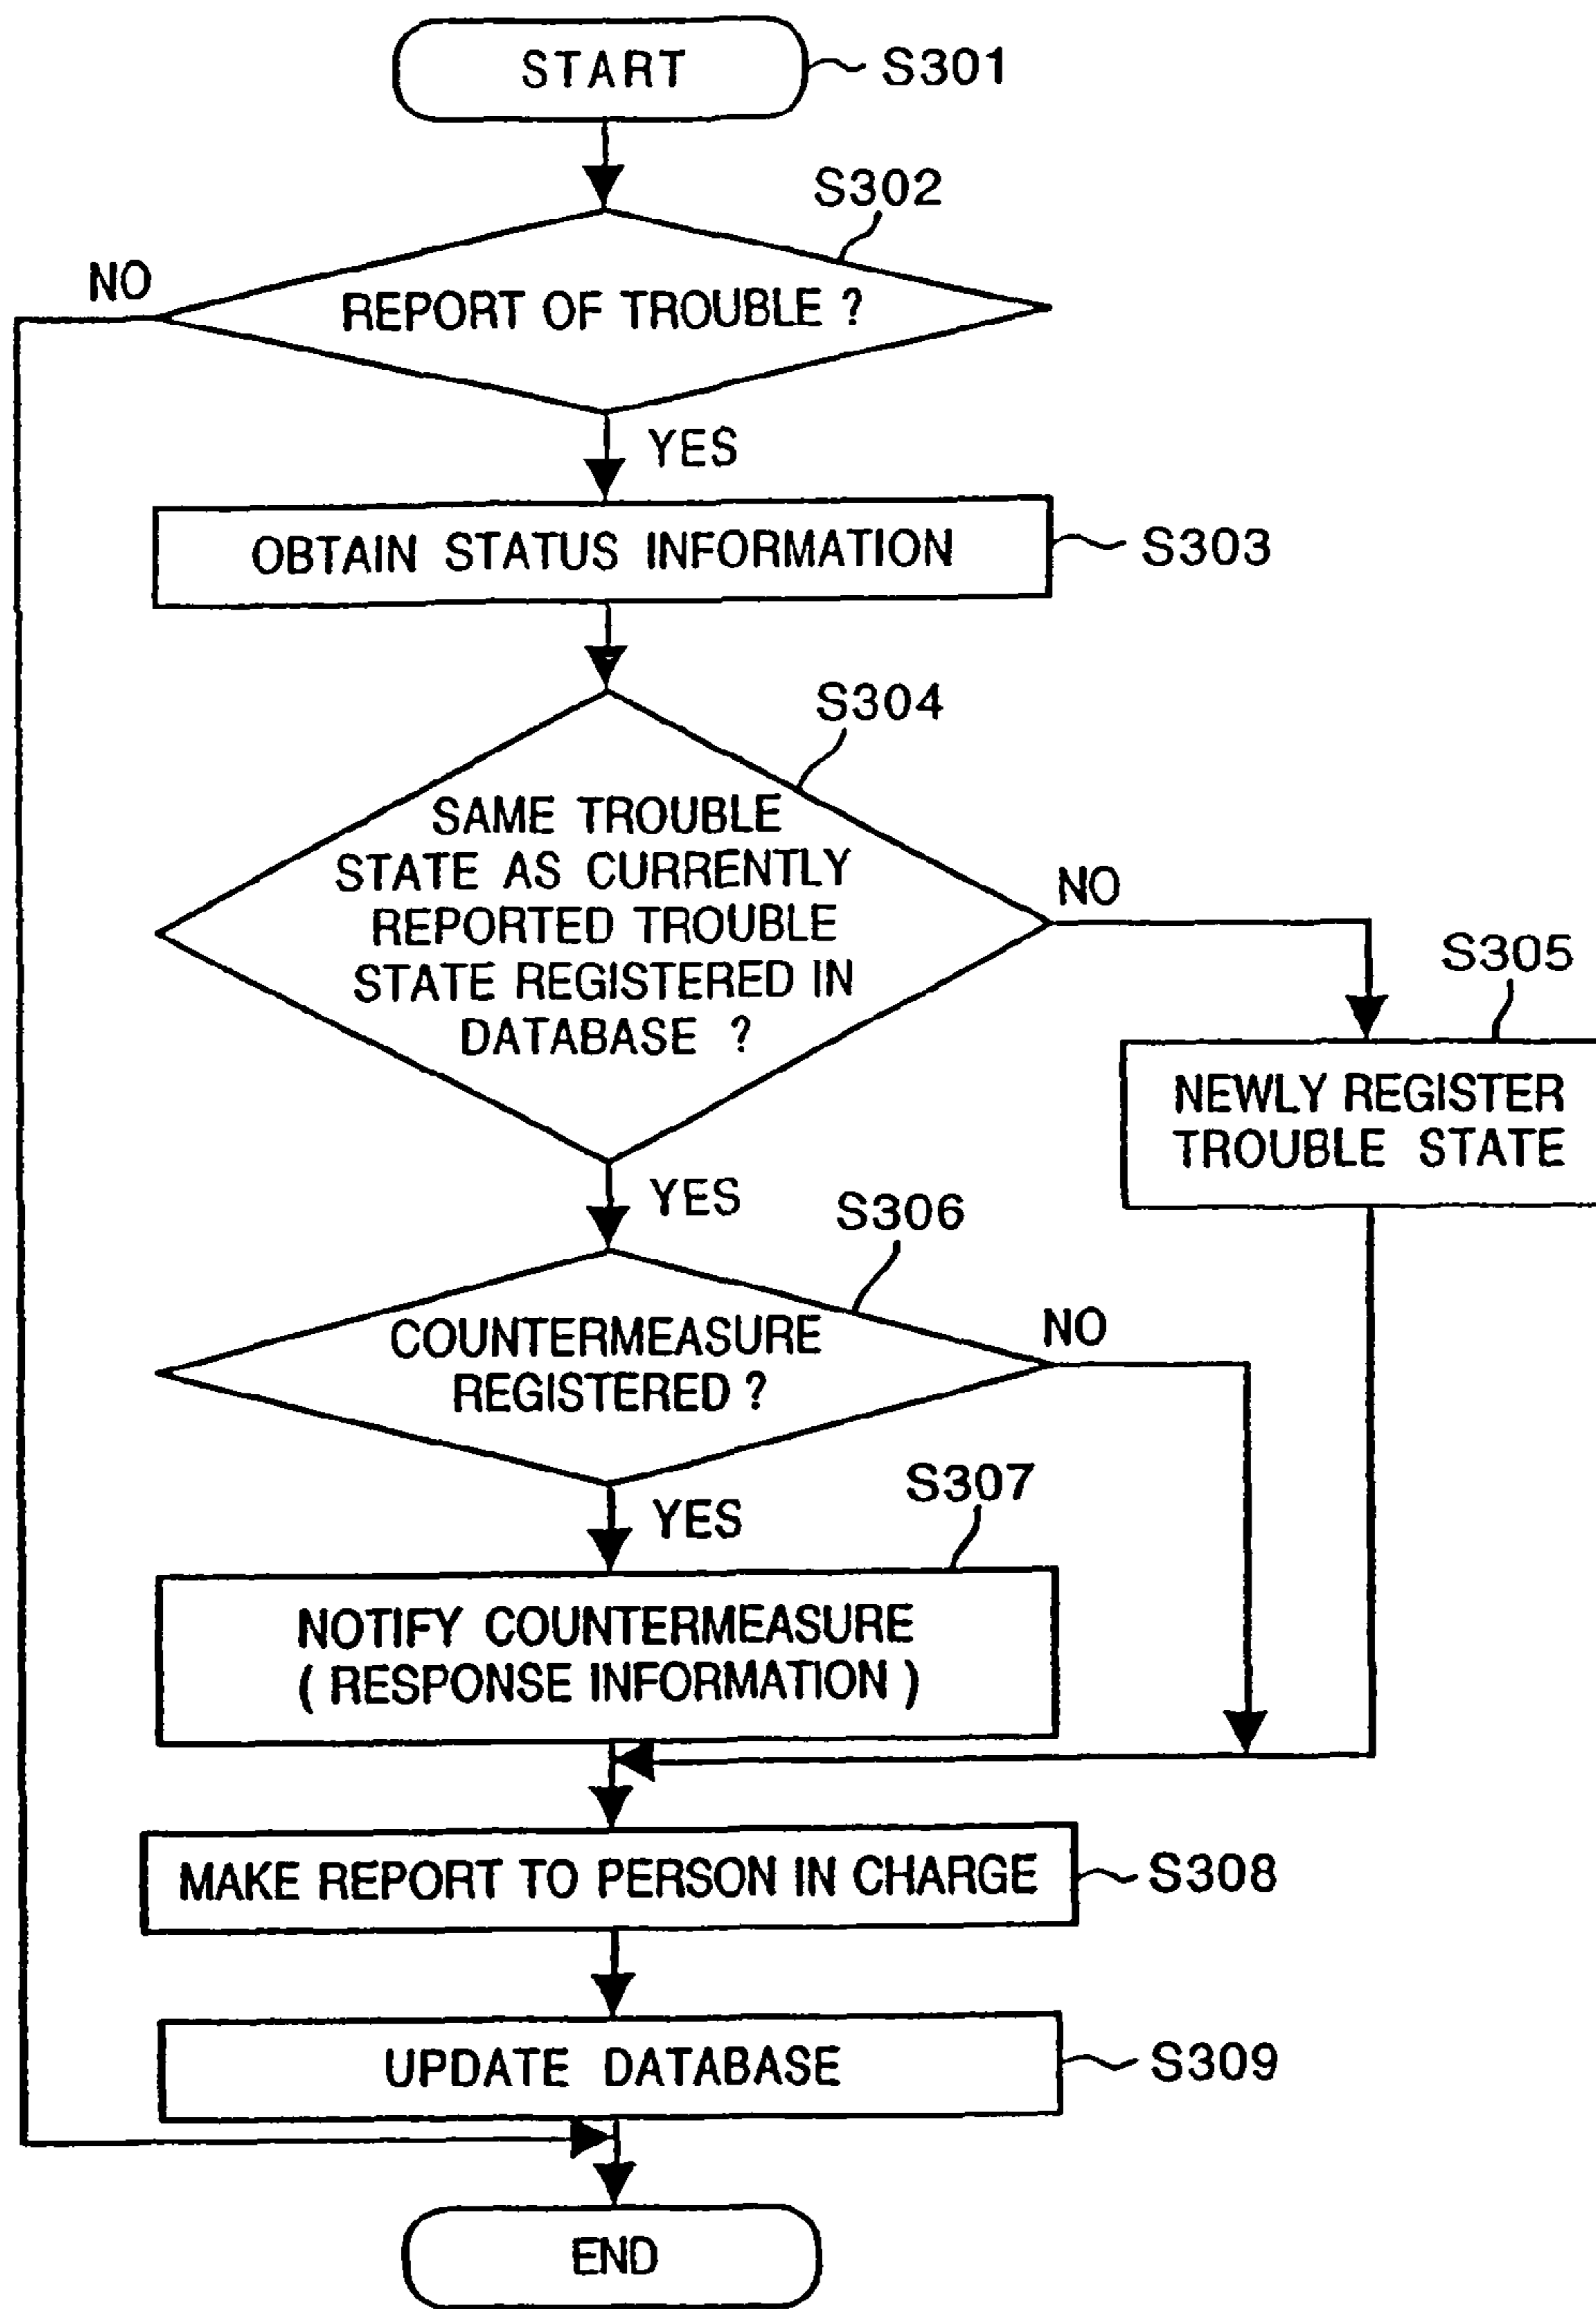 START
S301
S302
NO
REPORT OF TROUBLE ?
YES
OBTAIN STATUS INFORMATION
S303
S304
SAME TROUBLE
STATE AS CURRENTLY
REPORTED TROUBLE
STATE REGISTERED IN
DATABASE ?
NO
S305
NEWLY REGISTER
TROUBLE STATE
YES
S306
COUNTERMEASURE
REGISTERED ?
NO
YES
S307
NOTIFY COUNTERMEASURE
( RESPONSE INFORMATION )
MAKE REPORT TO PERSON IN CHARGE
S308
UPDATE DATABASE
S309
END